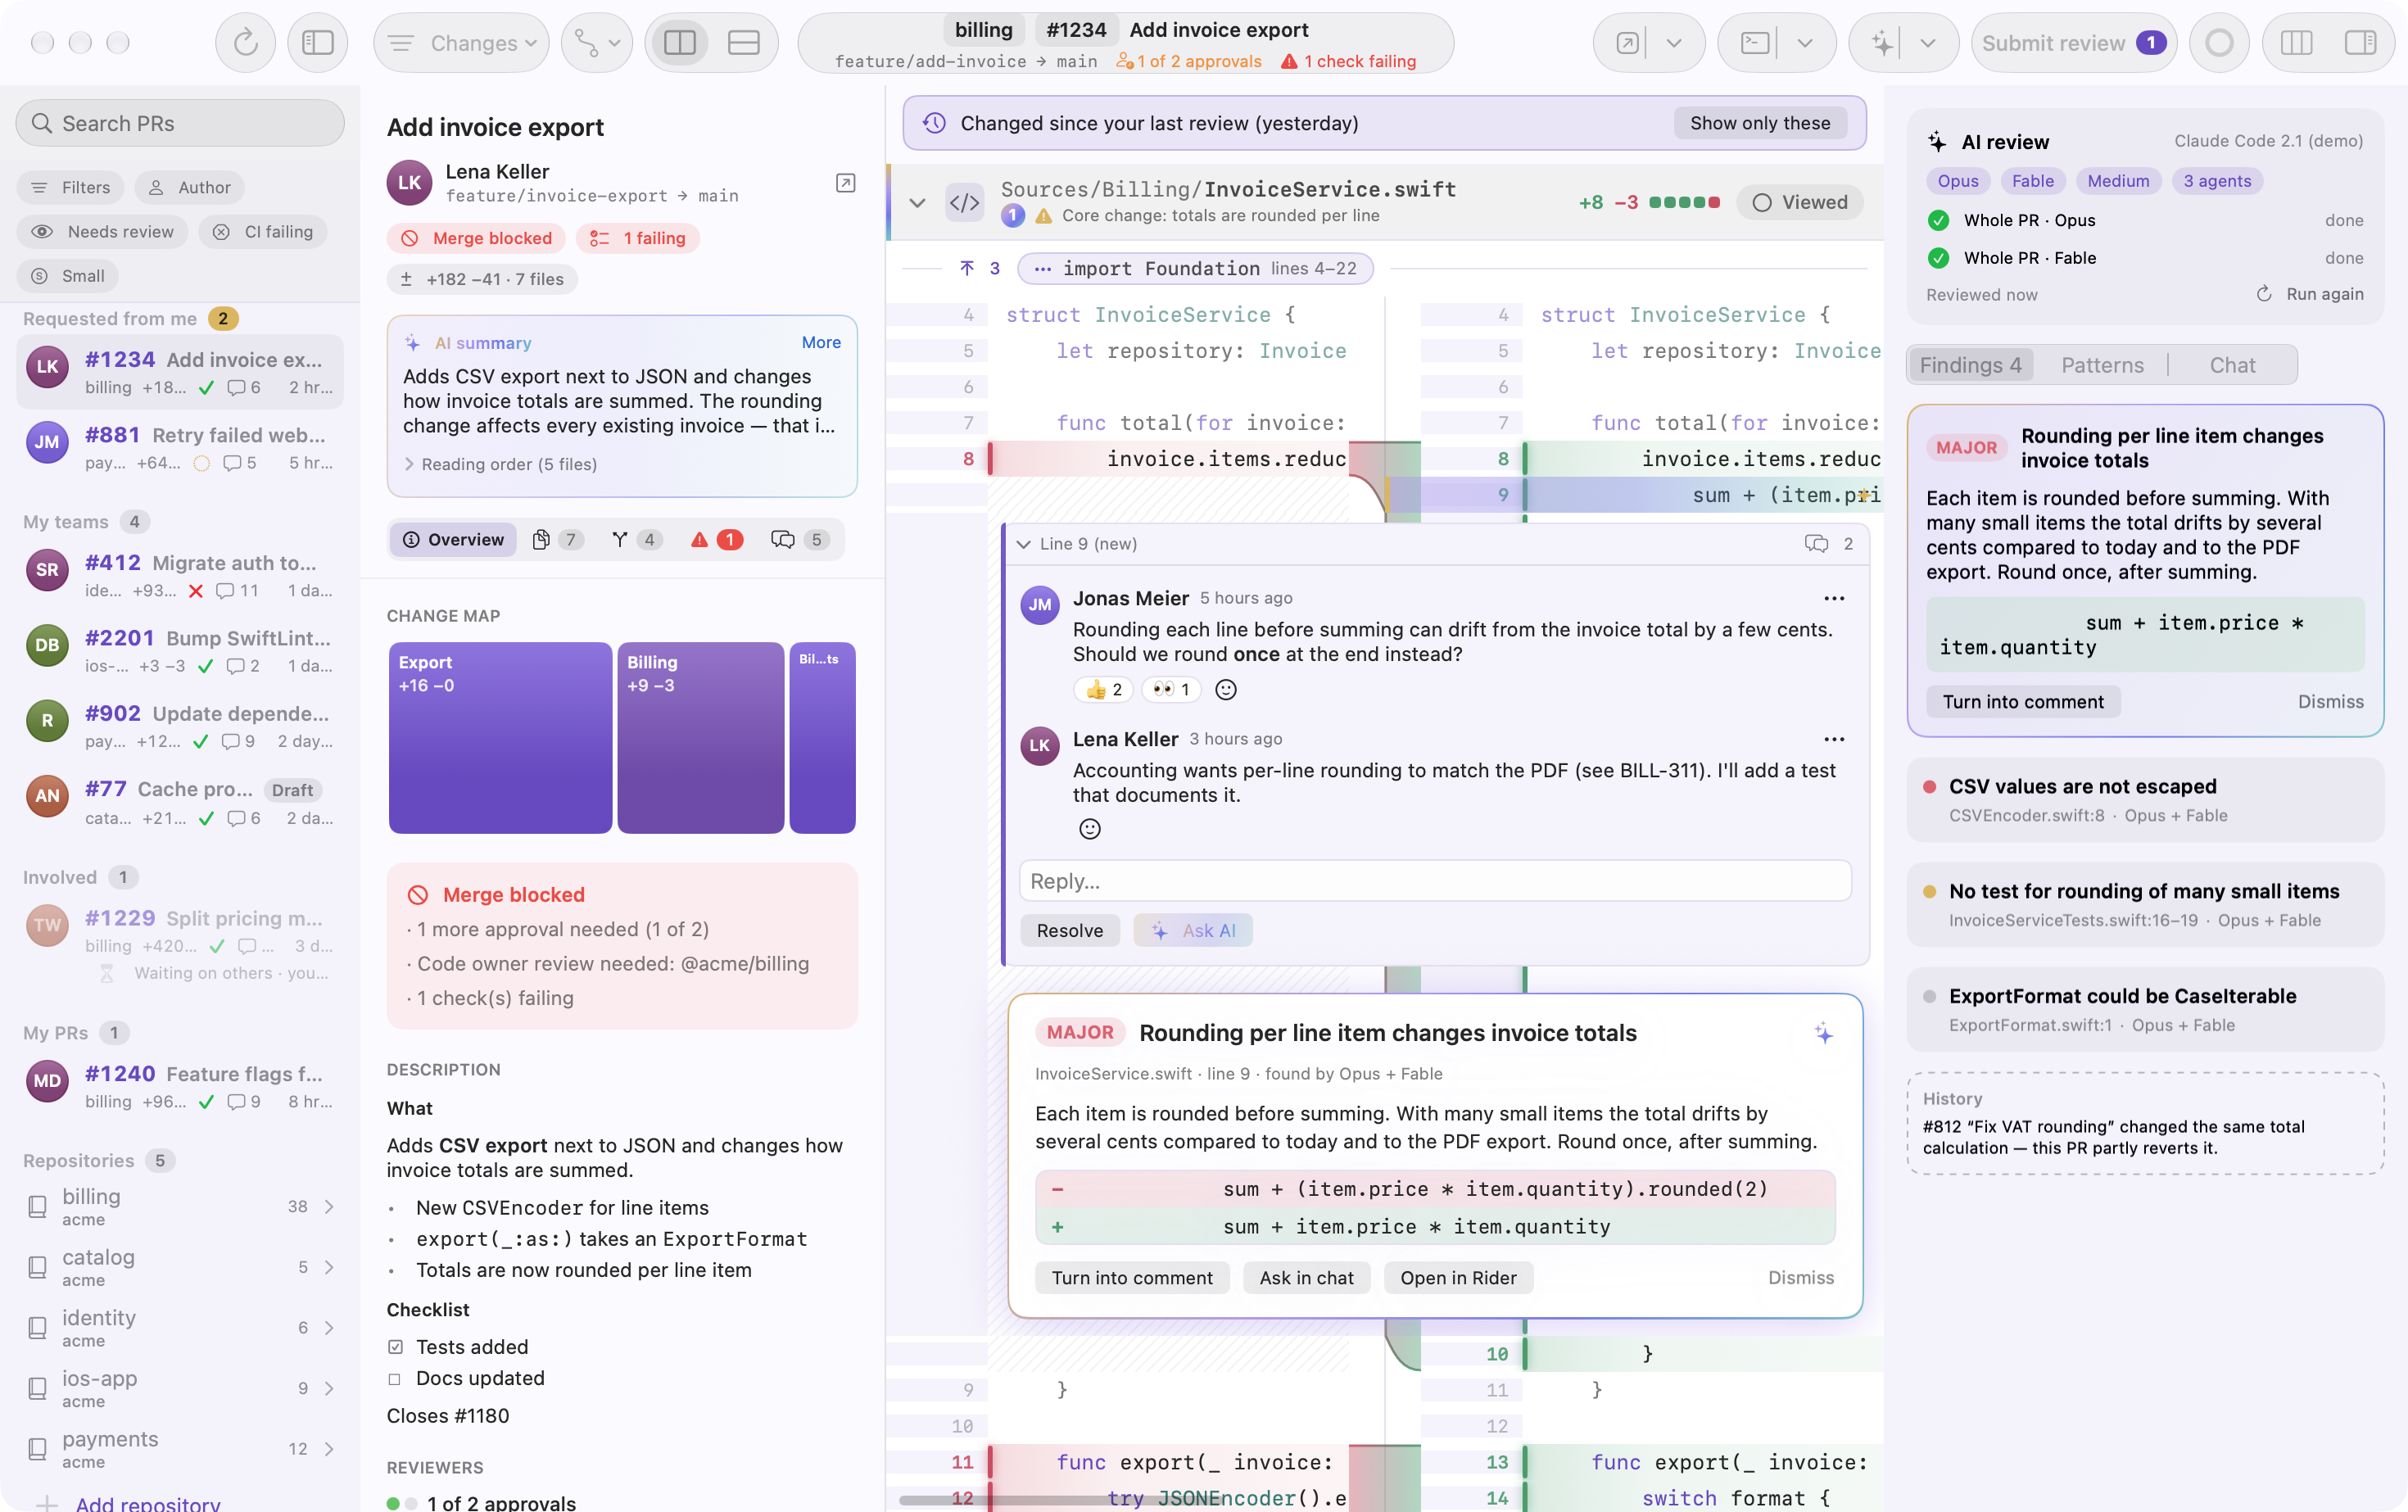 Changes
billing #1234 Add invoice export
feature/add-invoice → main 1 of 2 approvals 1 check failing
Submit review 1
Search PRs
Filters Author
Needs review CI failing
Small
Requested from me 2
LK #1234 Add invoice ex...
billing +18... 6 2 hr...
JM #881 Retry failed web...
pay... +64... 5 5 hr...
My teams 4
SR #412 Migrate auth to...
ide... +93... 11 1 da...
DB #2201 Bump SwiftLint...
ios-... +3 −3 2 1 da...
R #902 Update depende...
pay... +12... 9 2 day...
AN #77 Cache pro... Draft
cata... +21... 6 2 da...
Involved 1
TW #1229 Split pricing m...
billing +420... ... 3 d...
Waiting on others · you...
My PRs 1
MD #1240 Feature flags f...
billing +96... 9 8 hr...
Repositories 5
billing 38
acme
catalog 5
acme
identity 6
acme
ios-app 9
acme
payments 12
acme
Add repository
Add invoice export
LK Lena Keller
feature/invoice-export → main
Merge blocked 1 failing
+182 −41 · 7 files
AI summary More
Adds CSV export next to JSON and changes
how invoice totals are summed. The rounding
change affects every existing invoice — that i...
Reading order (5 files)
Overview 7 4 1 5
CHANGE MAP
Export
+16 −0
Billing
+9 −3
Bil...ts
Merge blocked
· 1 more approval needed (1 of 2)
· Code owner review needed: @acme/billing
· 1 check(s) failing
DESCRIPTION
What
Adds CSV export next to JSON and changes how
invoice totals are summed.
• New CSVEncoder for line items
• export(_:as:) takes an ExportFormat
• Totals are now rounded per line item
Checklist
Tests added
Docs updated
Closes #1180
REVIEWERS
1 of 2 approvals
Changed since your last review (yesterday) Show only these
Sources/Billing/InvoiceService.swift +8 −3 Viewed
1 Core change: totals are rounded per line
3 ... import Foundation lines 4–22
4 struct InvoiceService { 4 struct InvoiceService {
5 let repository: Invoice 5 let repository: Invoice
6 6
7 func total(for invoice: 7 func total(for invoice:
8 invoice.items.reduc 8 invoice.items.reduc
9 sum + (item.pri
Line 9 (new) 2
JM Jonas Meier 5 hours ago
Rounding each line before summing can drift from the invoice total by a few cents.
Should we round once at the end instead?
👍 2 👀 1
LK Lena Keller 3 hours ago
Accounting wants per-line rounding to match the PDF (see BILL-311). I'll add a test
that documents it.
Reply...
Resolve Ask AI
MAJOR Rounding per line item changes invoice totals
InvoiceService.swift · line 9 · found by Opus + Fable
Each item is rounded before summing. With many small items the total drifts by
several cents compared to today and to the PDF export. Round once, after summing.
− sum + (item.price * item.quantity).rounded(2)
+ sum + item.price * item.quantity
Turn into comment Ask in chat Open in Rider Dismiss
10 }
9 } 11 }
10 12
11 func export(_ invoice: 13 func export(_ invoice:
12 try JSONEncoder().e 14 switch format {
AI review Claude Code 2.1 (demo)
Opus Fable Medium 3 agents
Whole PR · Opus done
Whole PR · Fable done
Reviewed now Run again
Findings 4 Patterns Chat
MAJOR Rounding per line item changes
invoice totals
Each item is rounded before summing. With
many small items the total drifts by several
cents compared to today and to the PDF
export. Round once, after summing.
sum + item.price *
item.quantity
Turn into comment Dismiss
CSV values are not escaped
CSVEncoder.swift:8 · Opus + Fable
No test for rounding of many small items
InvoiceServiceTests.swift:16–19 · Opus + Fable
ExportFormat could be CaseIterable
ExportFormat.swift:1 · Opus + Fable
History
#812 “Fix VAT rounding” changed the same total
calculation — this PR partly reverts it.